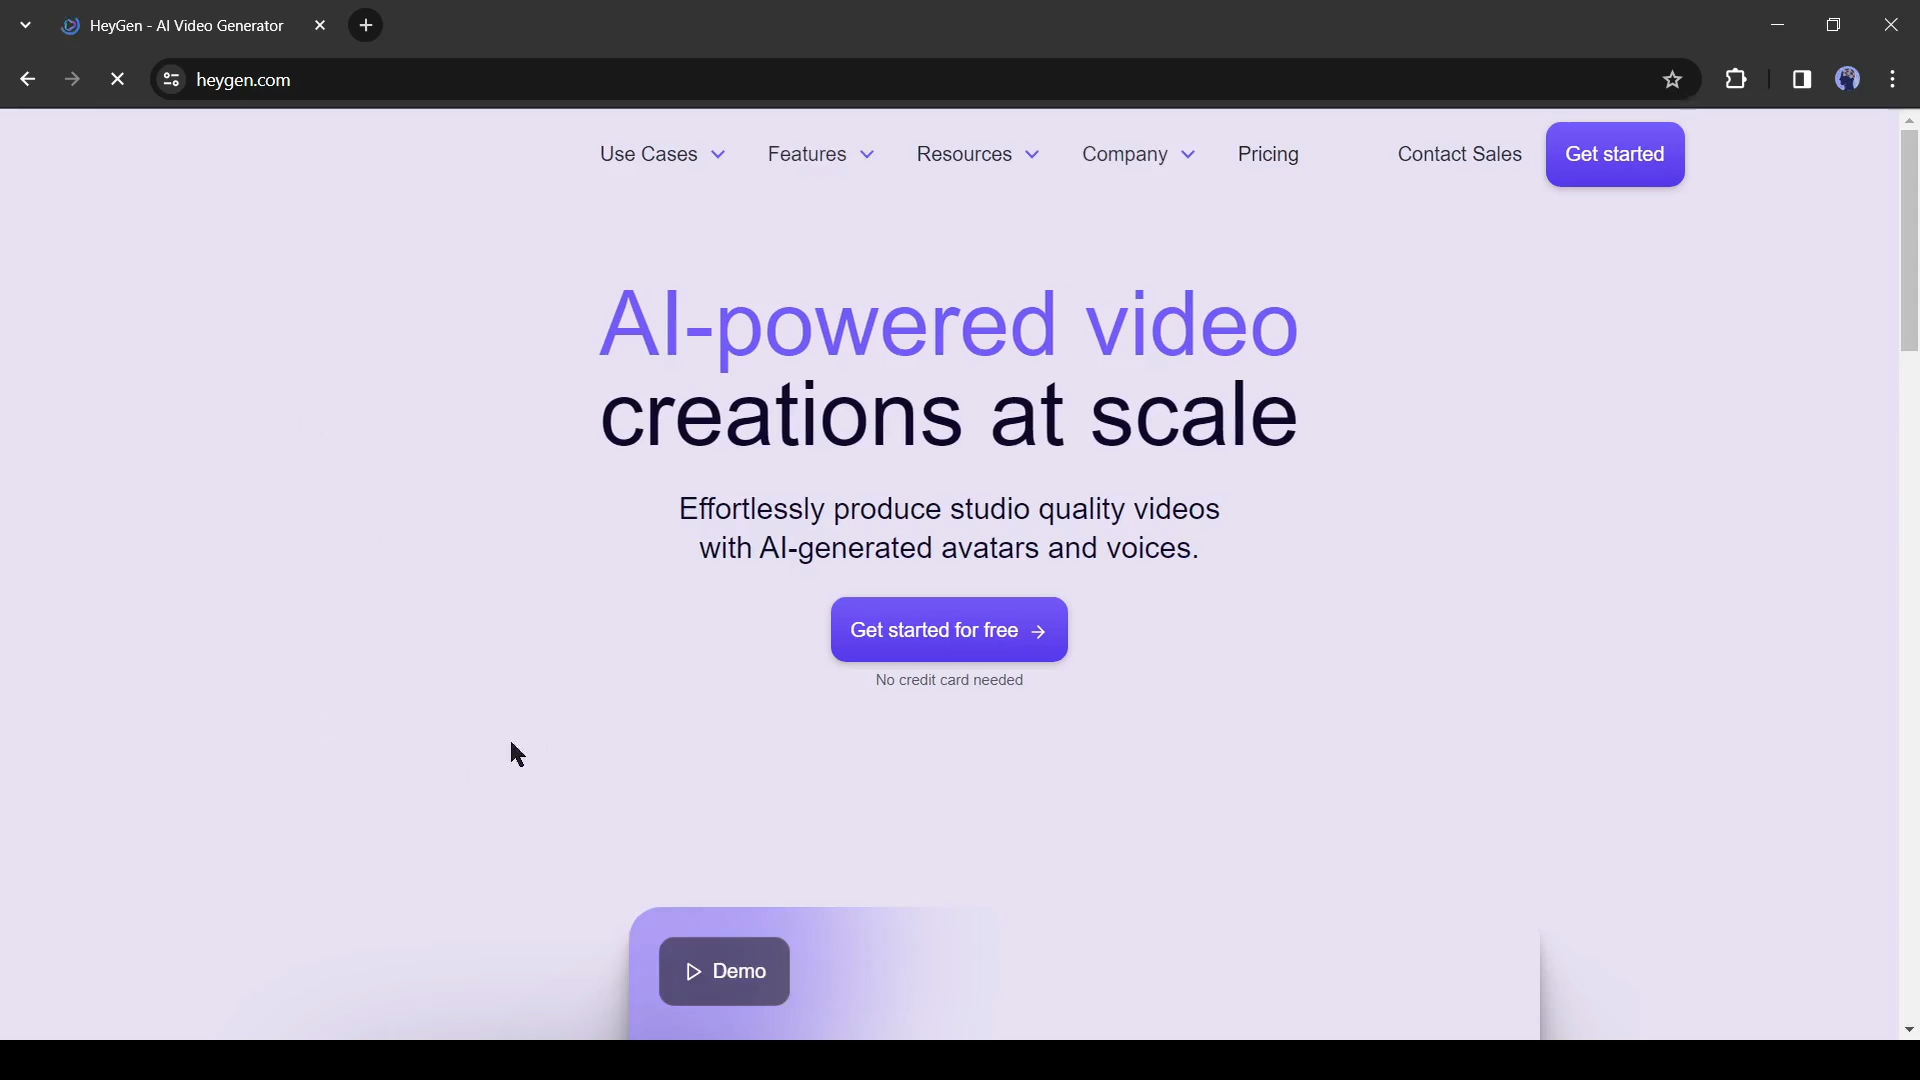 HeyGen - AI Video Generator
heygen.com
Use Cases
Features
Resources
Company
Pricing
Contact Sales
Get started
AI-powered video
creations at scale
Effortlessly produce studio quality videos
with AI-generated avatars and voices.
Get started for free
No credit card needed
Demo